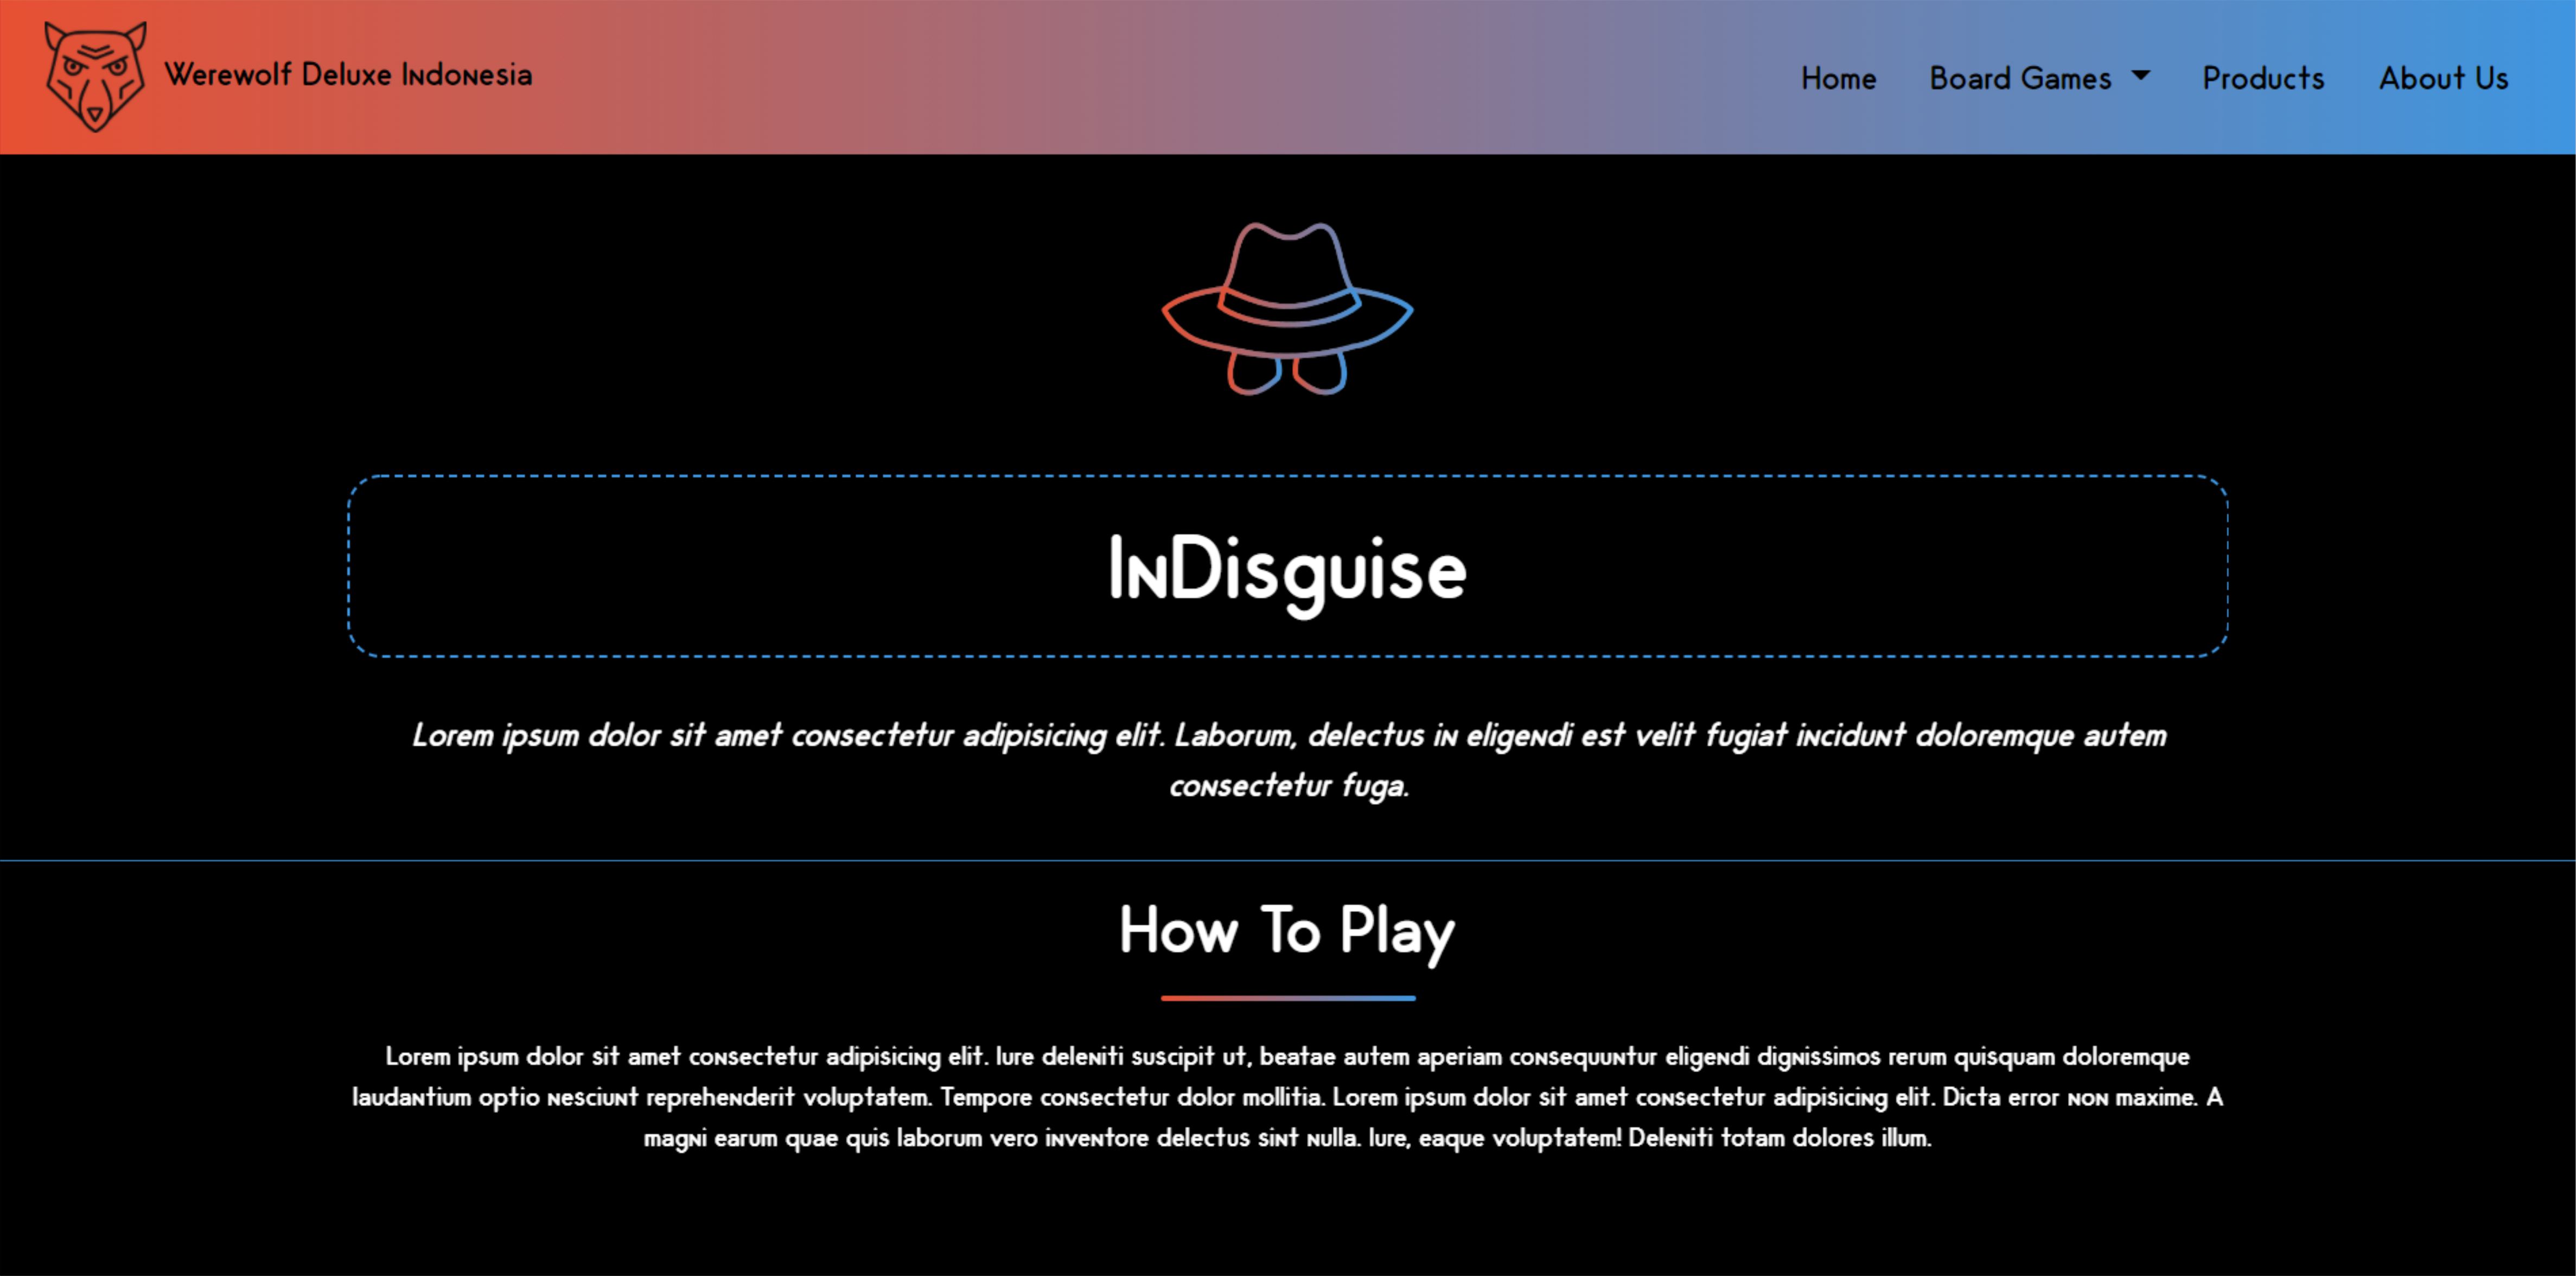 Werewolf Deluxe Indonesia
Home Board Games Products About Us
InDisguise
Lorem ipsum dolor sit amet consectetur adipisicing elit. Laborum, delectus in eligendi est velit fugiat incidunt doloremque autem
consectetur fuga.
How To Play
Lorem ipsum dolor sit amet consectetur adipisicing elit. Iure deleniti suscipit ut, beatae autem aperiam consequuntur eligendi dignissimos rerum quisquam doloremque
laudantium optio nesciunt reprehenderit voluptatem. Tempore consectetur dolor mollitia. Lorem ipsum dolor sit amet consectetur adipisicing elit. Dicta error non maxime. A
magni earum quae quis laborum vero inventore delectus sint nulla. Iure, eaque voluptatem! Deleniti totam dolores illum.